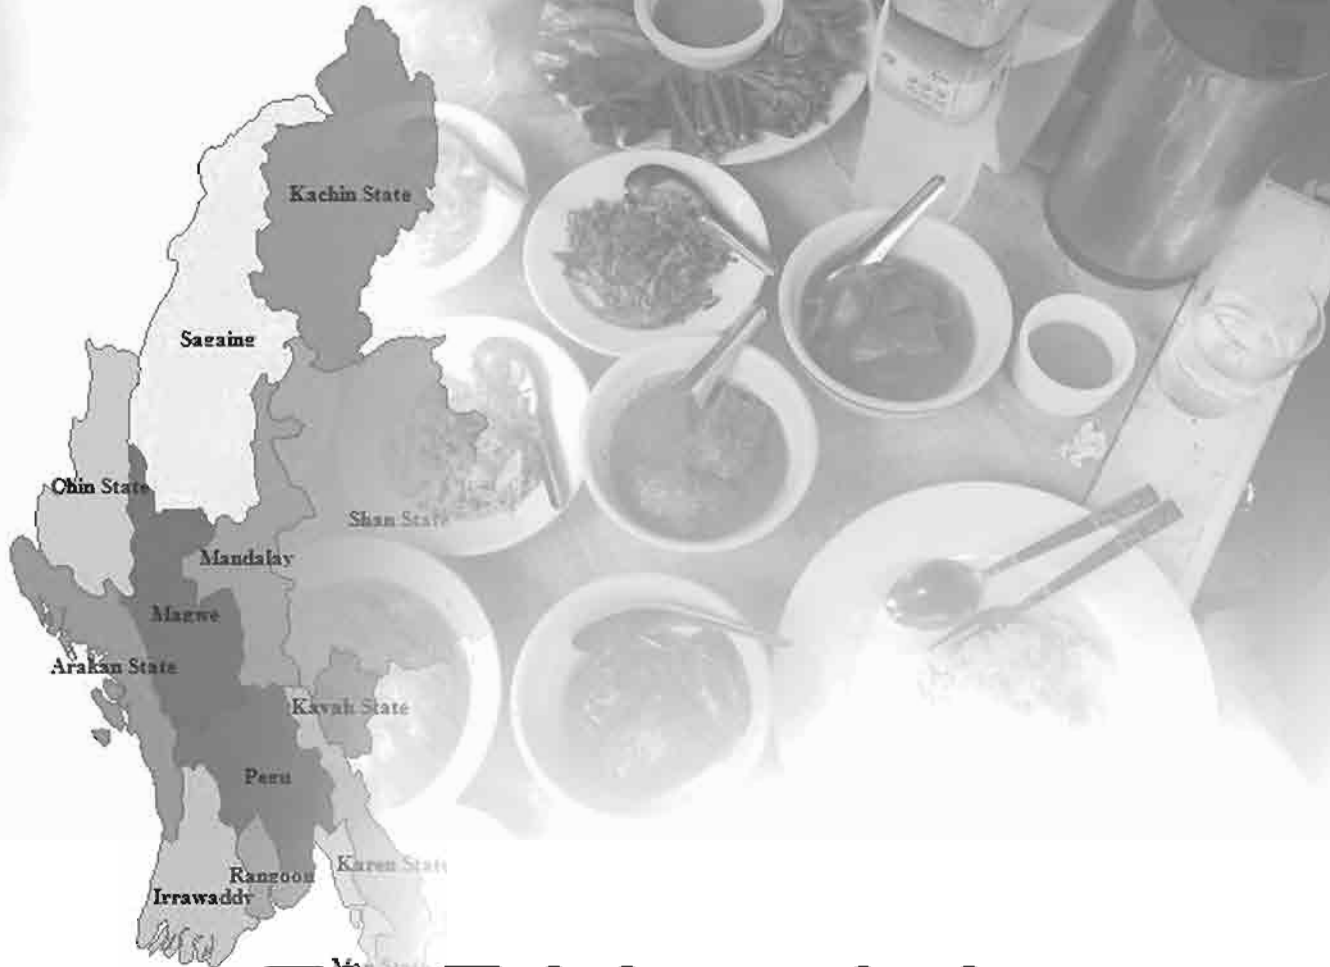 Kachin State
Sagaing
Chin State
Shan State
Mandalay
Magwe
Arakan State
Kayah State
Pegu
Karen State
Rangoon
Irrawaddy